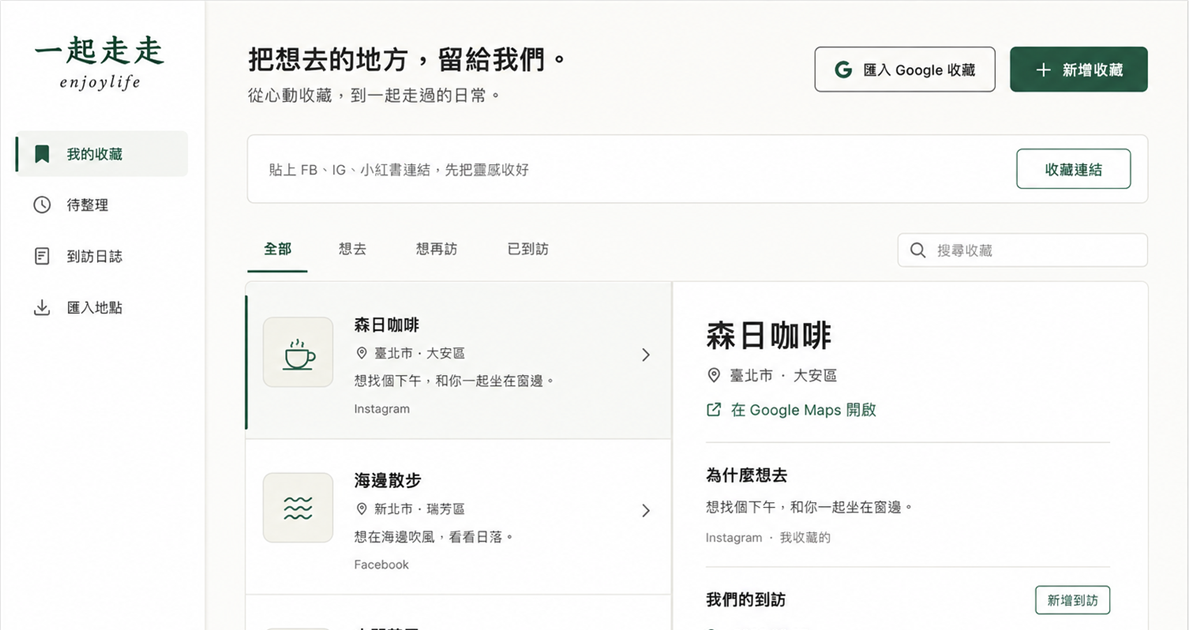 一起走走
enjoylife
我的收藏
待整理
到訪日誌
匯入地點
把想去的地方，留給我們。
從心動收藏，到一起走過的日常。
匯入 Google 收藏
新增收藏
貼上 FB、IG、小紅書連結，先把靈感收好
收藏連結
全部
想去
想再訪
已到訪
搜尋收藏
森日咖啡
臺北市・大安區
想找個下午，和你一起坐在窗邊。
Instagram
海邊散步
新北市・瑞芳區
想在海邊吹風，看看日落。
Facebook
森日咖啡
臺北市 · 大安區
在 Google Maps 開啟
為什麼想去
想找個下午，和你一起坐在窗邊。
Instagram · 我收藏的
我們的到訪
新增到訪